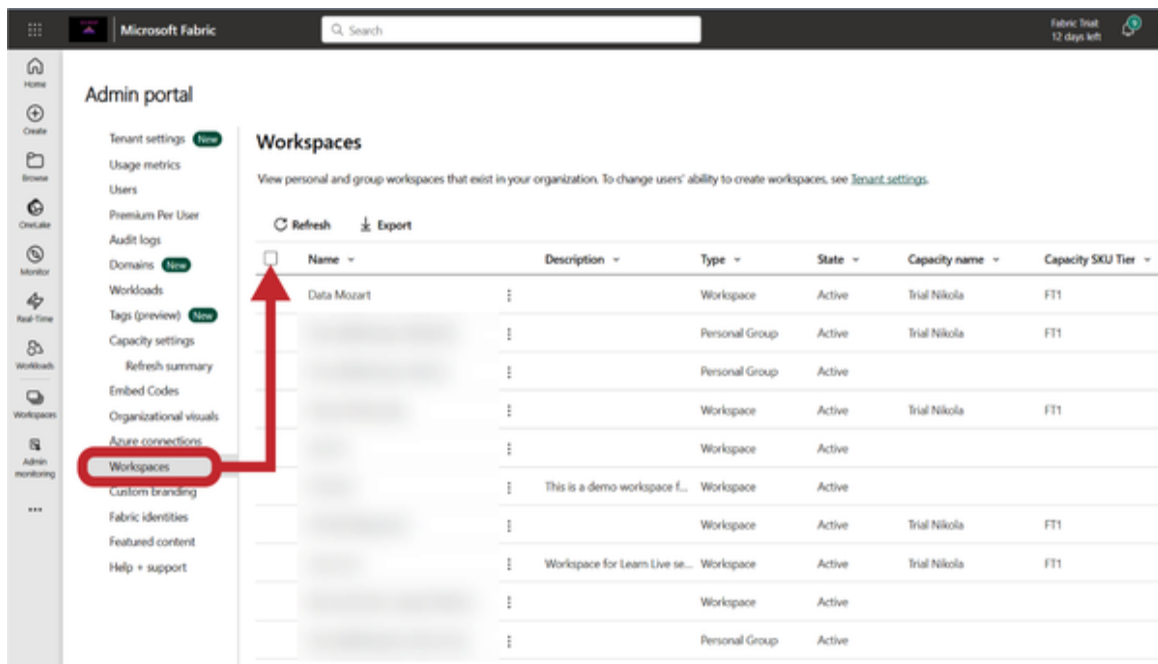 Microsoft Fabric
Search
Fabric Trial:
12 days left
Home
Create
Browse
OneLake
Monitor
Real-Time
Workloads
Workspaces
Admin
monitoring
Admin portal
Tenant settings New
Usage metrics
Users
Premium Per User
Audit logs
Domains New
Workloads
Tags (preview) New
Capacity settings
Refresh summary
Embed Codes
Organizational visuals
Azure connections
Workspaces
Custom branding
Fabric identities
Featured content
Help + support
Workspaces
View personal and group workspaces that exist in your organization. To change users' ability to create workspaces, see Tenant settings.
Refresh Export
Name Description Type State Capacity name Capacity SKU Tier
Data Mozart Workspace Active Trial Nikola FT1
Personal Group Active Trial Nikola FT1
Personal Group Active
Workspace Active Trial Nikola FT1
Workspace Active
This is a demo workspace f... Workspace Active
Workspace Active Trial Nikola FT1
Workspace for Learn Live se... Workspace Active Trial Nikola FT1
Workspace Active
Personal Group Active